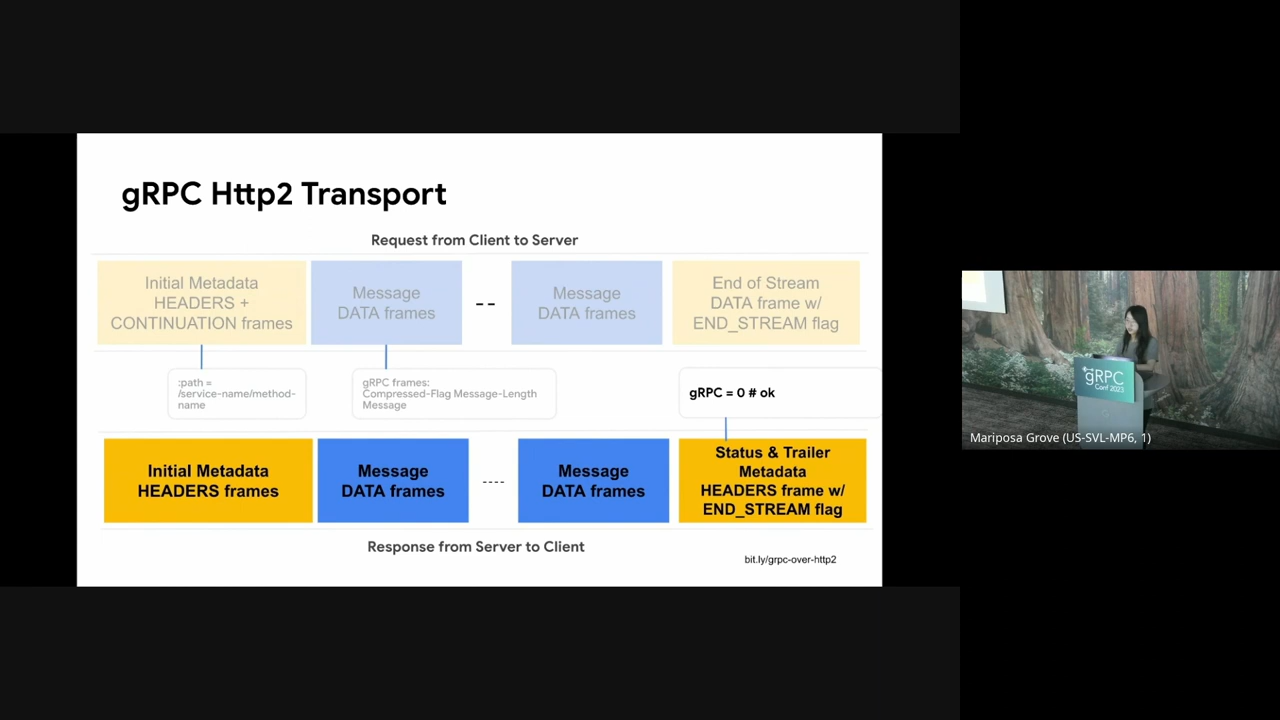 gRPC Http2 Transport
Request from Client to Server
Initial Metadata
HEADERS +
CONTINUATION frames
Message
DATA frames
--
Message
DATA frames
End of Stream
DATA frame w/
END_STREAM flag
:path =
/service-name/method-
name
gRPC frames:
Compressed-Flag Message-Length
Message
gRPC = 0 # ok
Initial Metadata
HEADERS frames
Message
DATA frames
----
Message
DATA frames
Status & Trailer
Metadata
HEADERS frame w/
END_STREAM flag
Response from Server to Client
bit.ly/grpc-over-http2
gRPC
Conf 2023
Mariposa Grove (US-SVL-MP6, 1)